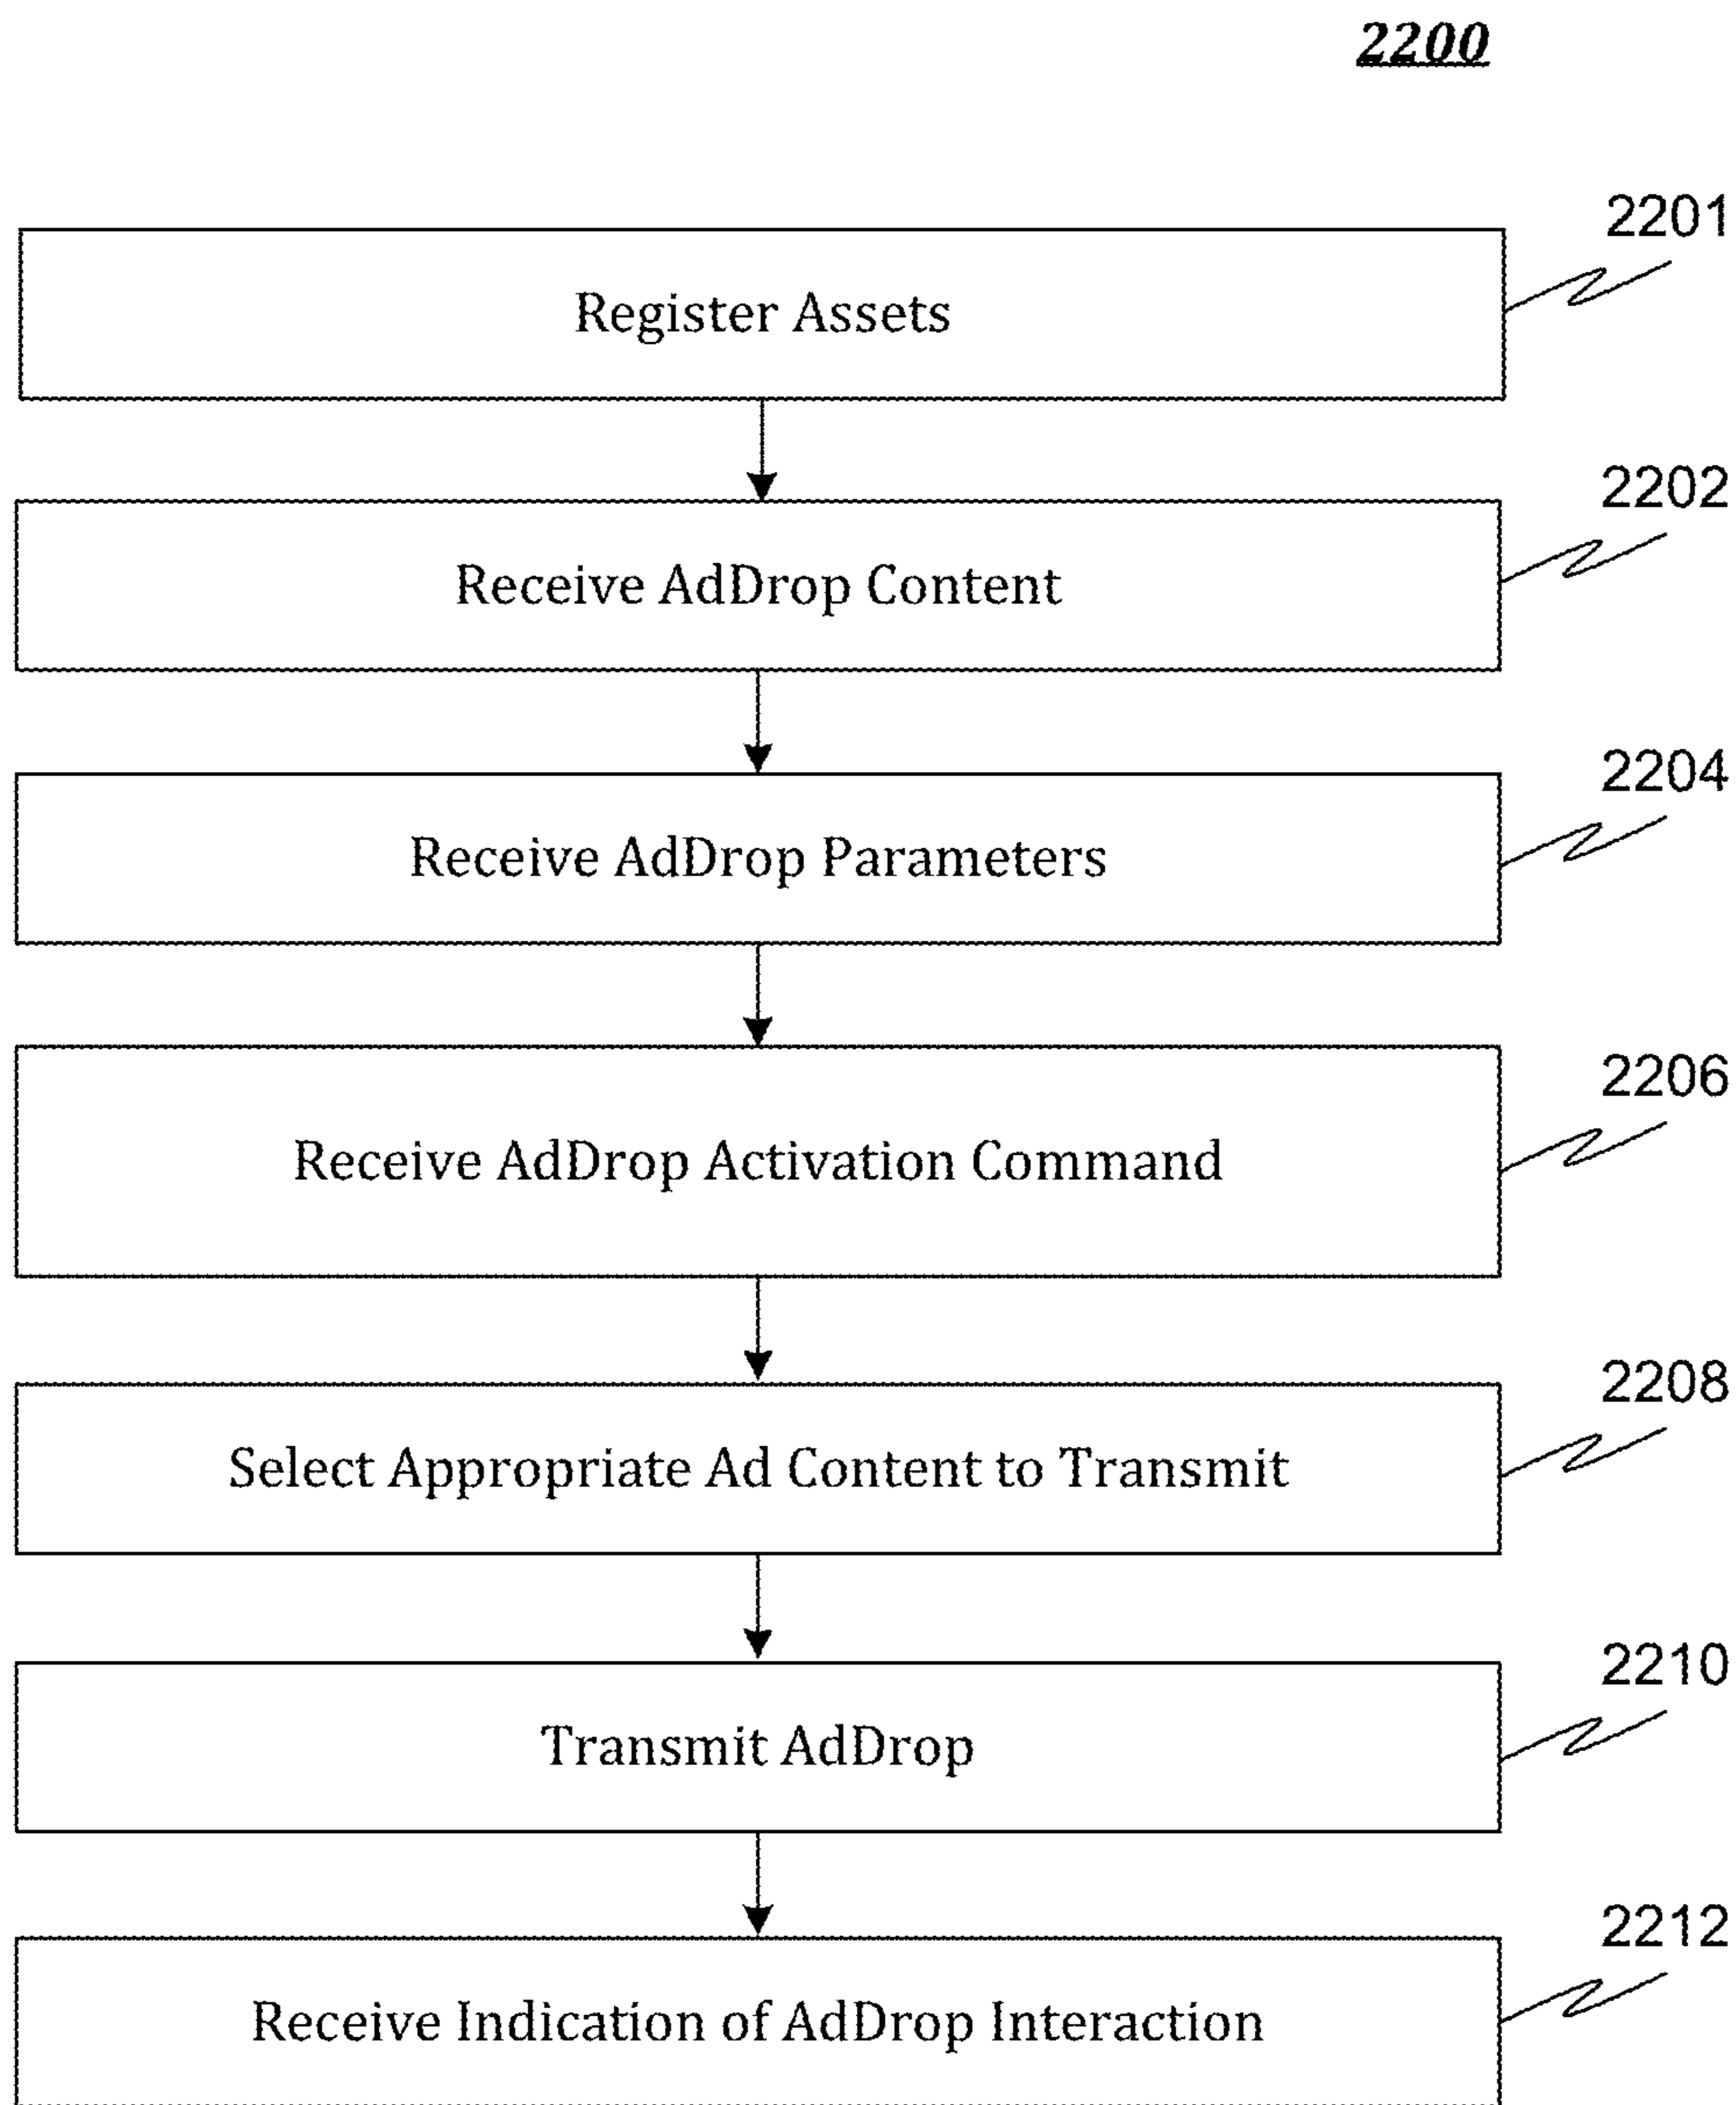 2200
2201
Register Assets
2202
Receive AdDrop Content
2204
Receive AdDrop Parameters
2206
Receive AdDrop Activation Command
2208
Select Appropriate Ad Content to Transmit
2210
Transmit AdDrop
2212
Receive Indication of AdDrop Interaction